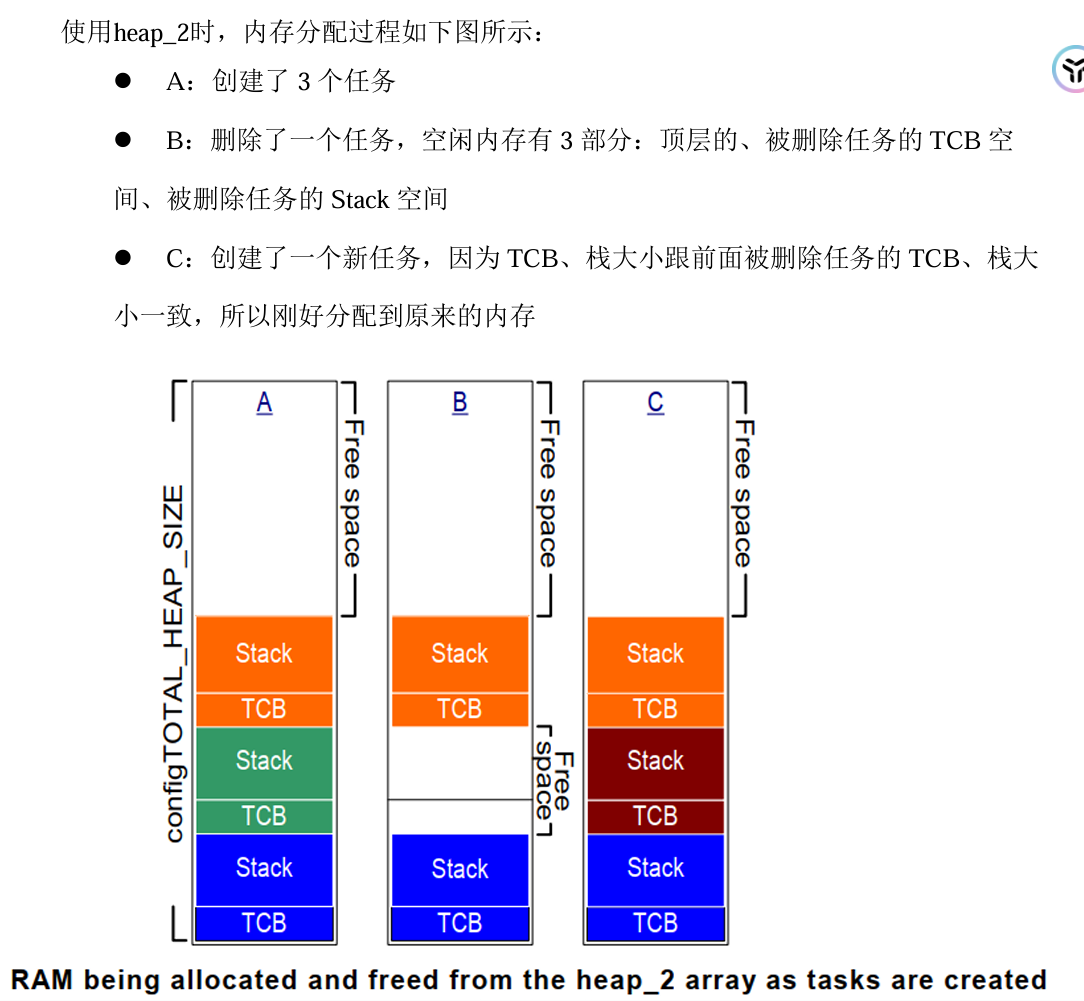 使用heap_2时，内存分配过程如下图所示：
● A：创建了 3 个任务
● B：删除了一个任务，空闲内存有 3 部分：顶层的、被删除任务的 TCB 空
间、被删除任务的 Stack 空间
● C：创建了一个新任务，因为 TCB、栈大小跟前面被删除任务的 TCB、栈大
小一致，所以刚好分配到原来的内存
configTOTAL_HEAP_SIZE
A
Free space
Stack
TCB
Stack
TCB
Stack
TCB
B
Free space
Stack
TCB
Free
space
Stack
TCB
C
Free space
Stack
TCB
Stack
TCB
Stack
TCB
RAM being allocated and freed from the heap_2 array as tasks are created